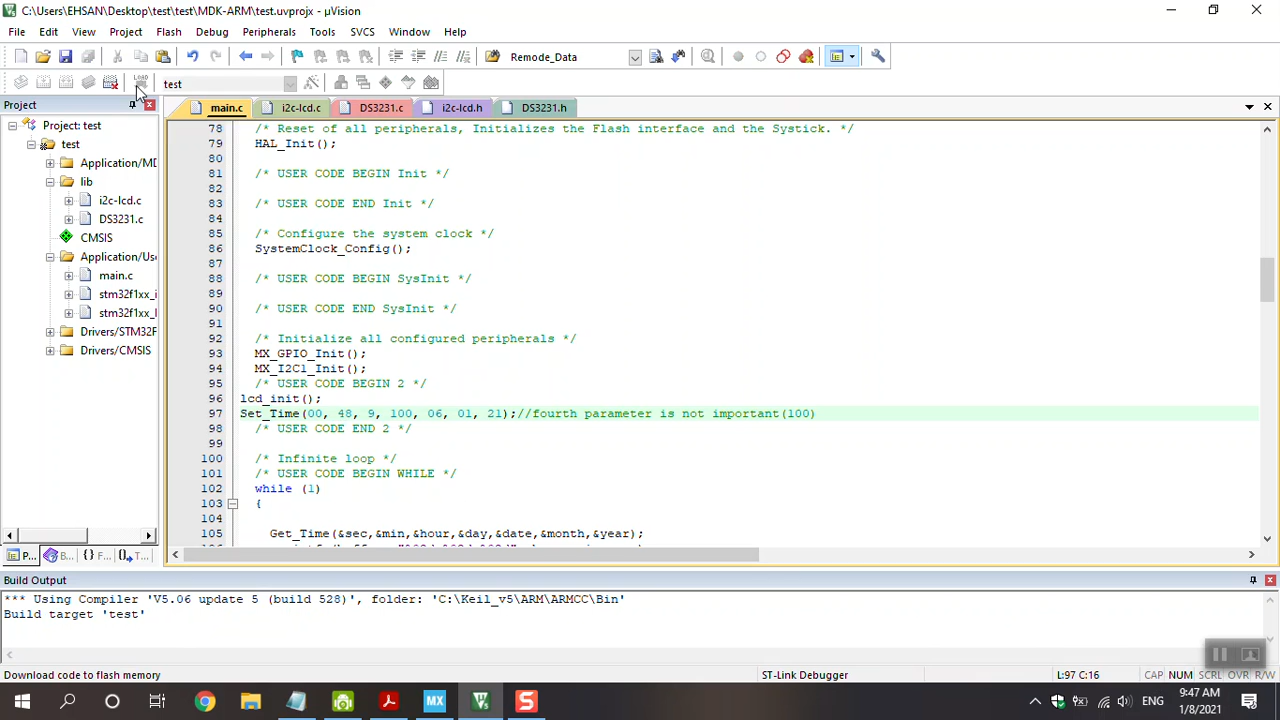 C:\Users\EHSAN\Desktop\test\test\MDK-ARM\test.uvprojx - µVision
File Edit View Project Flash Debug Peripherals Tools SVCS Window Help
Remode_Data
LOAD test
Project
main.c i2c-lcd.c DS3231.c i2c-lcd.h DS3231.h
Project: test
test
Application/MD
lib
i2c-lcd.c
DS3231.c
CMSIS
Application/Use
main.c
stm32f1xx_i
stm32f1xx_
Drivers/STM32F
Drivers/CMSIS
P... B... {} F... T...
78 /* Reset of all peripherals, Initializes the Flash interface and the Systick. */
79 HAL_Init();
80
81 /* USER CODE BEGIN Init */
82
83 /* USER CODE END Init */
84
85 /* Configure the system clock */
86 SystemClock_Config();
87
88 /* USER CODE BEGIN SysInit */
89
90 /* USER CODE END SysInit */
91
92 /* Initialize all configured peripherals */
93 MX_GPIO_Init();
94 MX_I2C1_Init();
95 /* USER CODE BEGIN 2 */
96 lcd_init();
97 Set_Time(00, 48, 9, 100, 06, 01, 21);//fourth parameter is not important(100)
98 /* USER CODE END 2 */
99
100 /* Infinite loop */
101 /* USER CODE BEGIN WHILE */
102 while (1)
103 {
104
105 Get_Time(&sec,&min,&hour,&day,&date,&month,&year);
Build Output
*** Using Compiler 'V5.06 update 5 (build 528)', folder: 'C:\Keil_v5\ARM\ARMCC\Bin'
Build target 'test'
Download code to flash memory ST-Link Debugger L:97 C:16 CAP NUM SCRL OVR R/W
MX S ENG 9:47 AM
1/8/2021